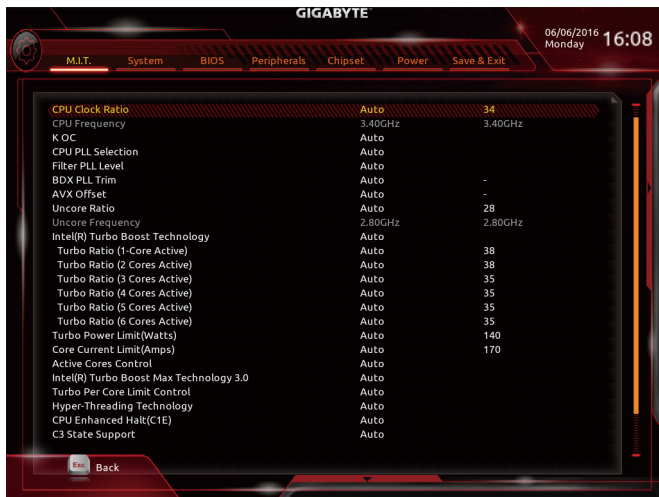 GIGABYTE™
06/06/2016 16:08
Monday
M.I.T. System BIOS Peripherals Chipset Power Save & Exit
CPU Clock Ratio Auto 34
CPU Frequency 3.40GHz 3.40GHz
K OC Auto
CPU PLL Selection Auto
Filter PLL Level Auto
BDX PLL Trim Auto -
AVX Offset Auto -
Uncore Ratio Auto 28
Uncore Frequency 2.80GHz 2.80GHz
Intel(R) Turbo Boost Technology Auto
Turbo Ratio (1-Core Active) Auto 38
Turbo Ratio (2 Cores Active) Auto 38
Turbo Ratio (3 Cores Active) Auto 35
Turbo Ratio (4 Cores Active) Auto 35
Turbo Ratio (5 Cores Active) Auto 35
Turbo Ratio (6 Cores Active) Auto 35
Turbo Power Limit(Watts) Auto 140
Core Current Limit(Amps) Auto 170
Active Cores Control Auto
Intel(R) Turbo Boost Max Technology 3.0 Auto
Turbo Per Core Limit Control Auto
Hyper-Threading Technology Auto
CPU Enhanced Halt(C1E) Auto
C3 State Support Auto
Esc Back